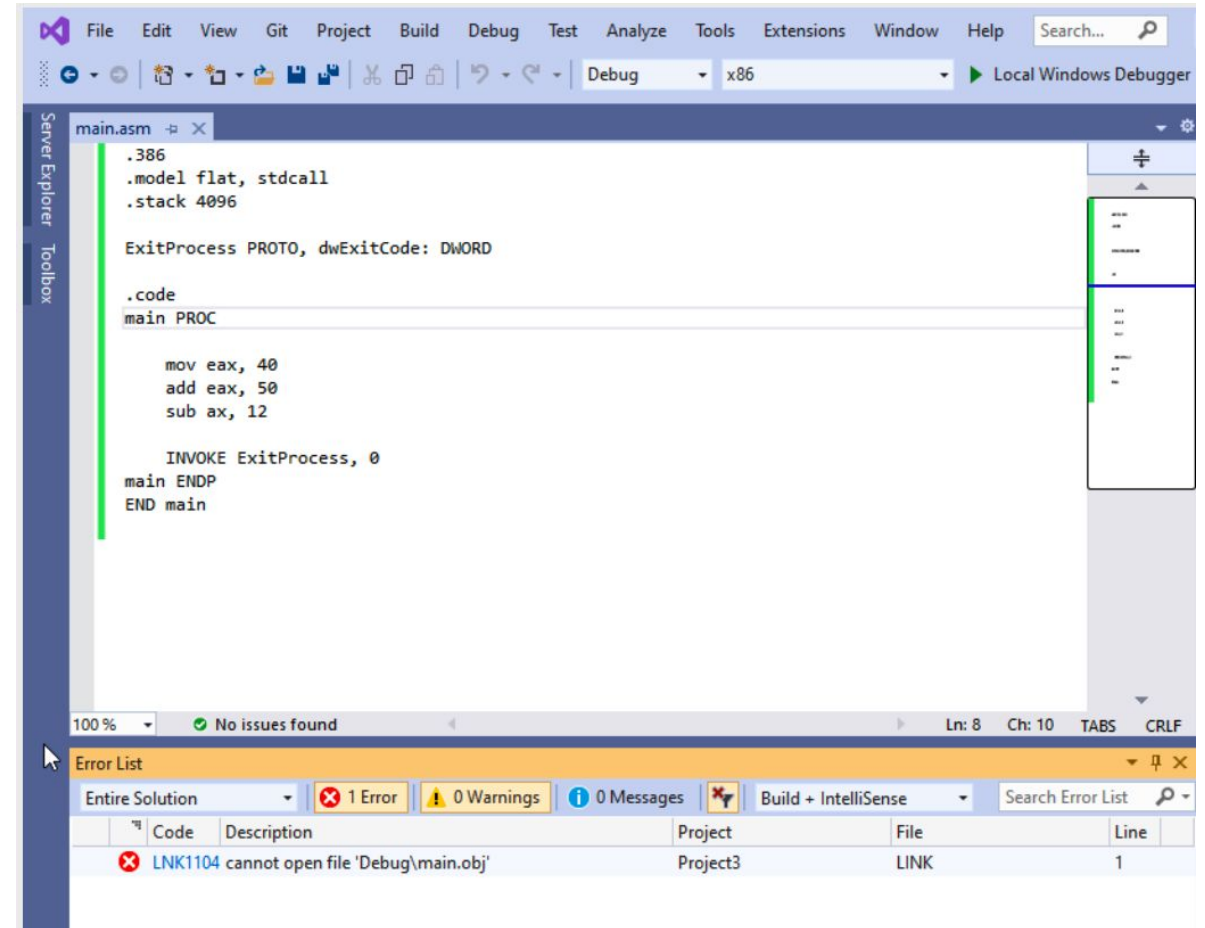 File Edit View Git Project Build Debug Test Analyze Tools Extensions Window Help Search...
Debug x86 Local Windows Debugger
Server Explorer
Toolbox
main.asm
.386
.model flat, stdcall
.stack 4096
ExitProcess PROTO, dwExitCode: DWORD
.code
main PROC
mov eax, 40
add eax, 50
sub ax, 12
INVOKE ExitProcess, 0
main ENDP
END main
100 % No issues found Ln: 8 Ch: 10 TABS CRLF
Error List
Entire Solution 1 Error 0 Warnings 0 Messages Build + IntelliSense Search Error List
Code Description Project File Line
LNK1104 cannot open file 'Debug\main.obj' Project3 LINK 1